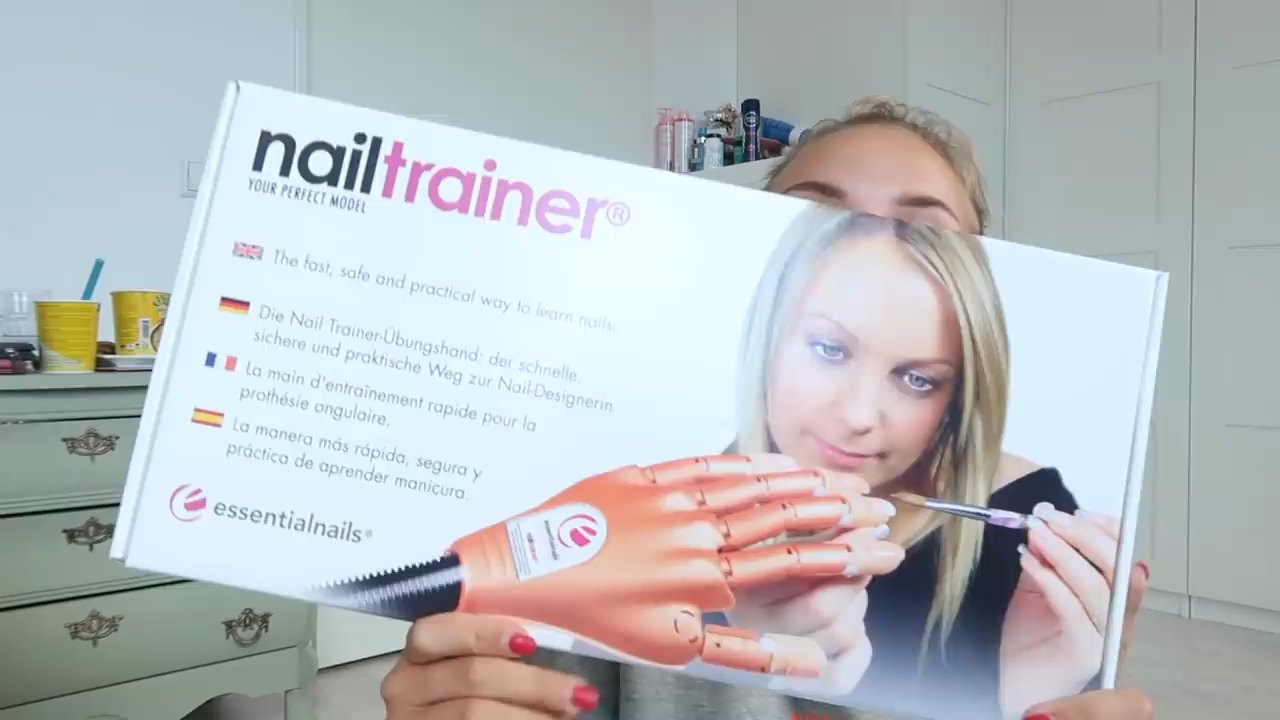 nailtrainer®
YOUR PERFECT MODEL
The fast, safe and practical way to learn nails.
Die Nail Trainer-Übungshand: der schnelle,
sichere und praktische Weg zur Nail-Designerin.
La main d'entraînement rapide pour la
prothésie ongulaire.
La manera más rápida, segura y
práctica de aprender manicura.
essentialnails®